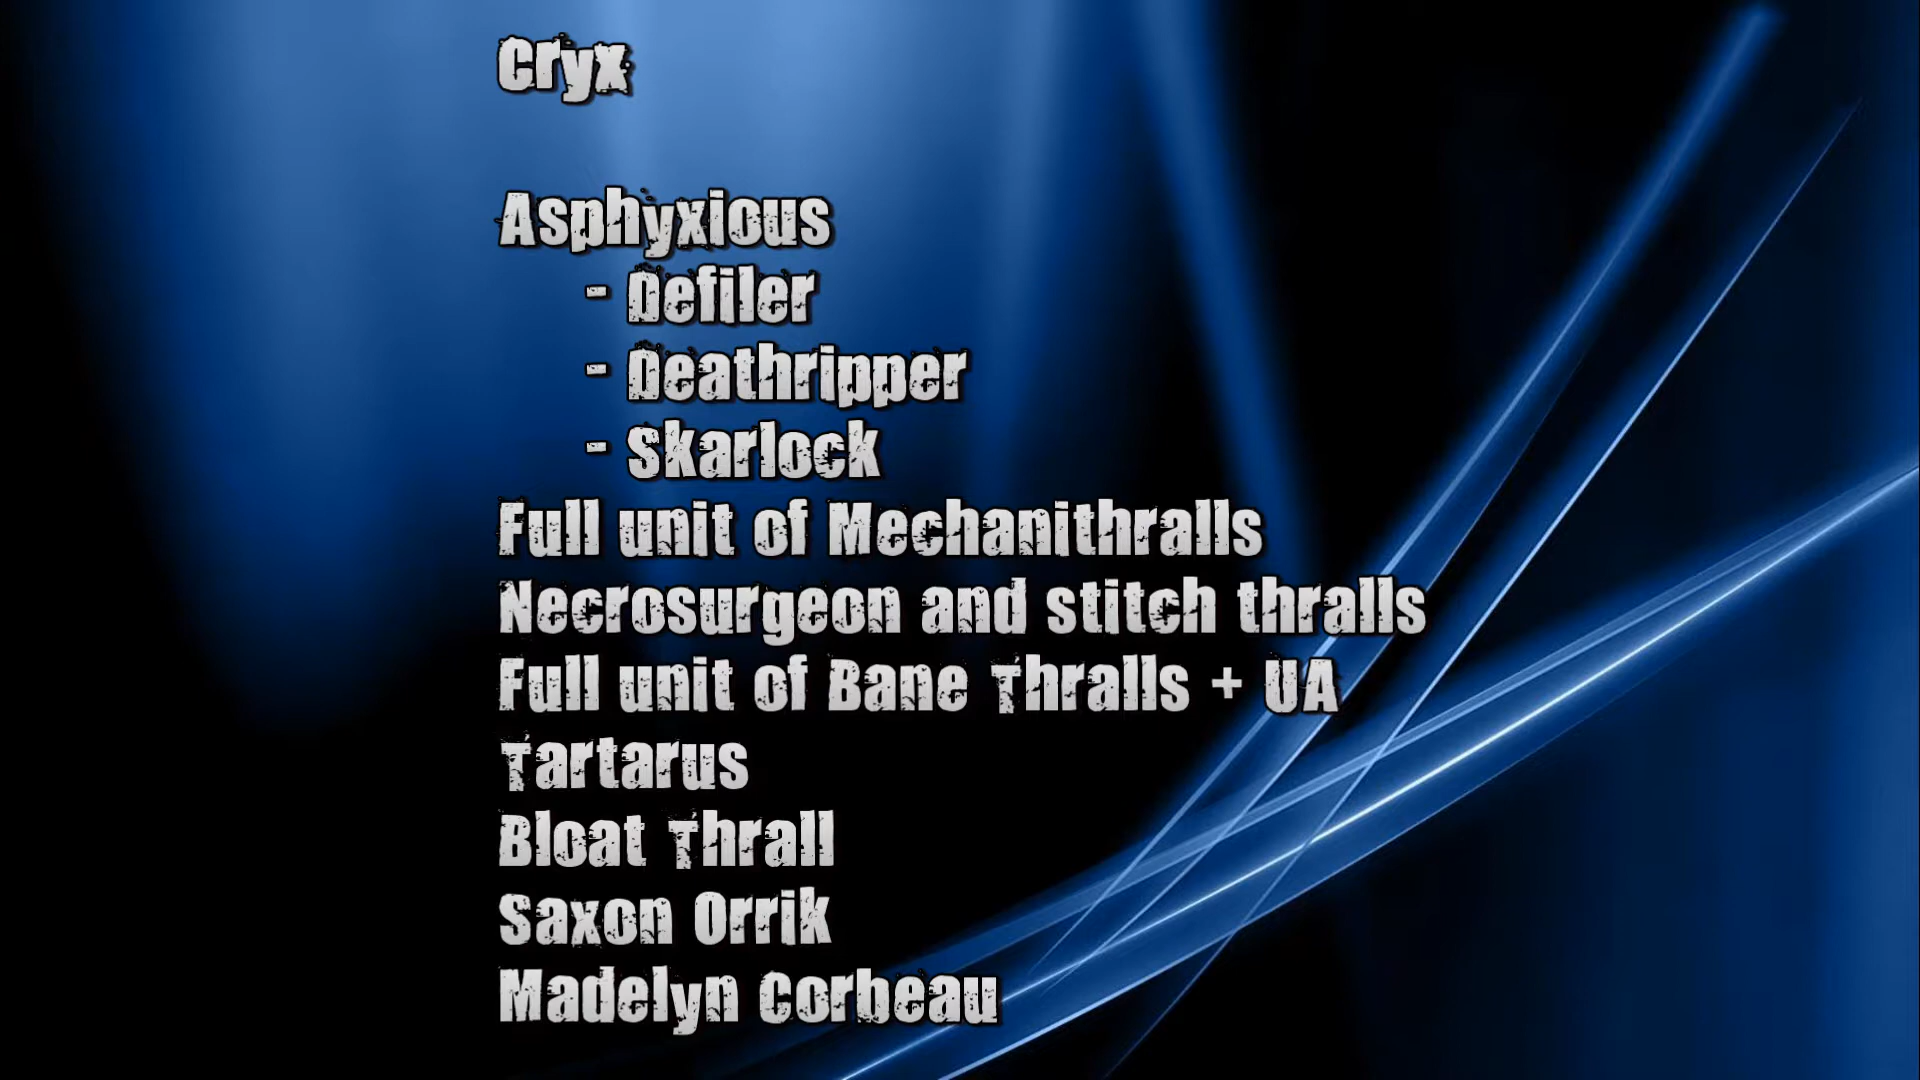 Cryx
Asphyxious
- Defiler
- Deathripper
- Skarlock
Full unit of Mechanithralls
Necrosurgeon and stitch thralls
Full unit of Bane Thralls + UA
Tartarus
Bloat Thrall
Saxon Orrik
Madelyn Corbeau